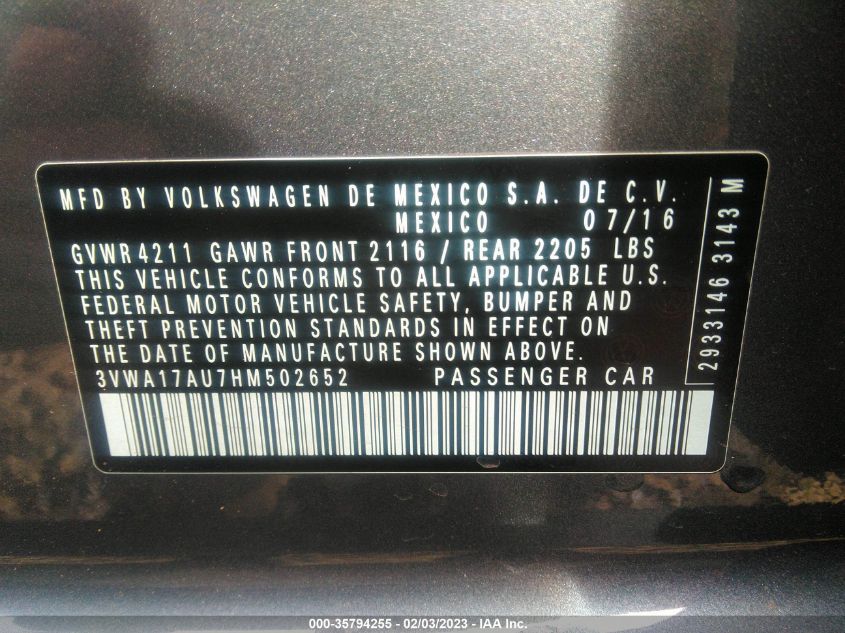 MFD BY VOLKSWAGEN DE MEXICO S.A. DE C.V.
MEXICO 07/16
GVWR4211 GAWR FRONT 2116 / REAR 2205 LBS
THIS VEHICLE CONFORMS TO ALL APPLICABLE U.S.
FEDERAL MOTOR VEHICLE SAFETY, BUMPER AND
THEFT PREVENTION STANDARDS IN EFFECT ON
THE DATE OF MANUFACTURE SHOWN ABOVE.
3VWA17AU7HM502652 PASSENGER CAR
2933146 3143 M
000-35794255 - 02/03/2023 - IAA Inc.